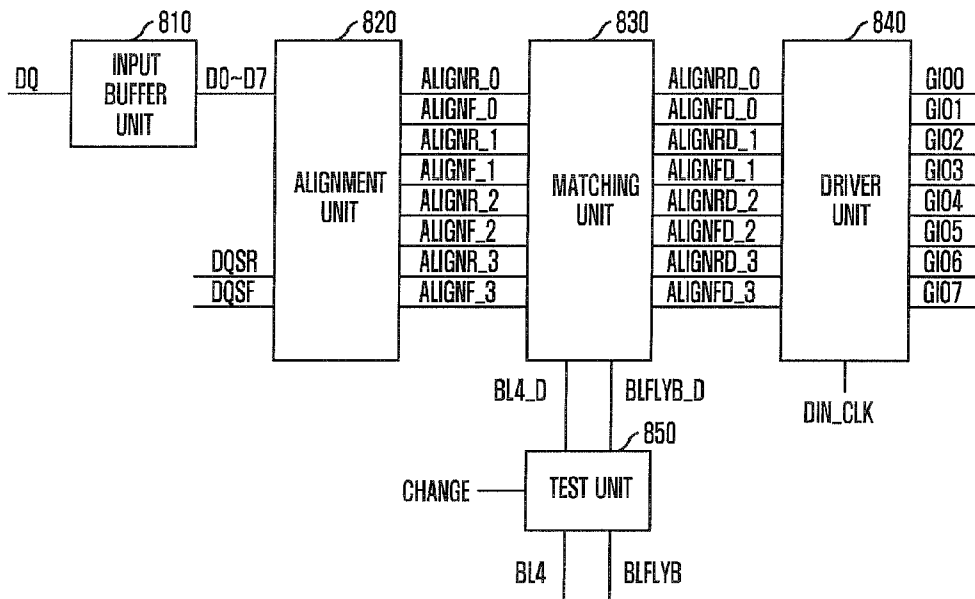 810
820
830
840
INPUT
BUFFER
UNIT
DQ
D0~D7
DQSR
DQSF
ALIGNMENT
UNIT
ALIGNR_0
ALIGNF_0
ALIGNR_1
ALIGNF_1
ALIGNR_2
ALIGNF_2
ALIGNR_3
ALIGNF_3
MATCHING
UNIT
ALIGNRD_0
ALIGNFD_0
ALIGNRD_1
ALIGNFD_1
ALIGNRD_2
ALIGNFD_2
ALIGNRD_3
ALIGNFD_3
DRIVER
UNIT
GIO0
GIO1
GIO2
GIO3
GIO4
GIO5
GIO6
GIO7
BL4_D
BLFLYB_D
DIN_CLK
850
CHANGE
TEST UNIT
BL4
BLFLYB